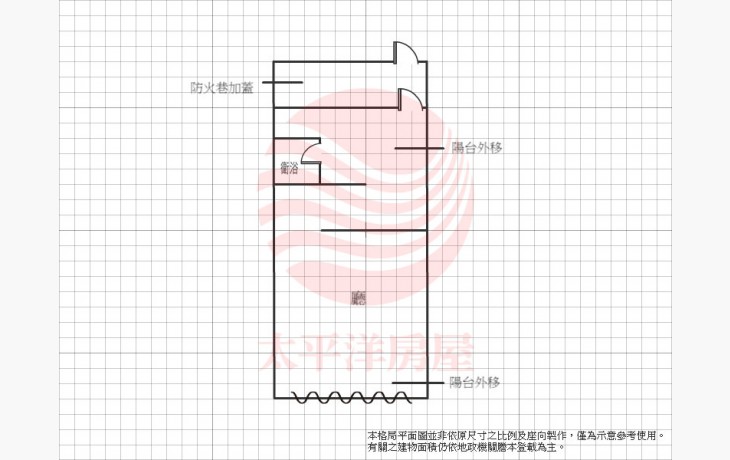 防火巷加蓋
陽台外移
衛浴
廳
太平洋房屋
陽台外移
本格局平面圖並非依原尺寸之比例及座向製作，僅為示意參考使用。
有關之建物面積仍依地政機關謄本登載為主。